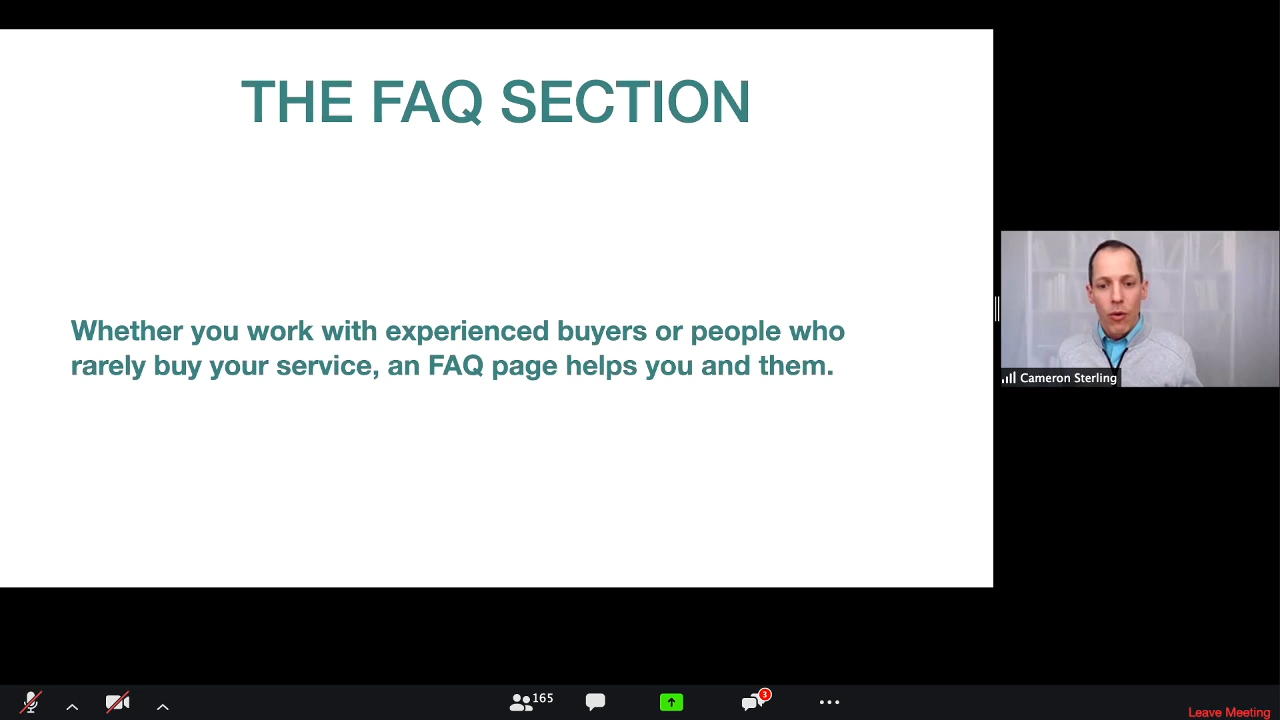 THE FAQ SECTION
Whether you work with experienced buyers or people who
rarely buy your service, an FAQ page helps you and them.
Cameron Sterling
165
3
Leave Meeting